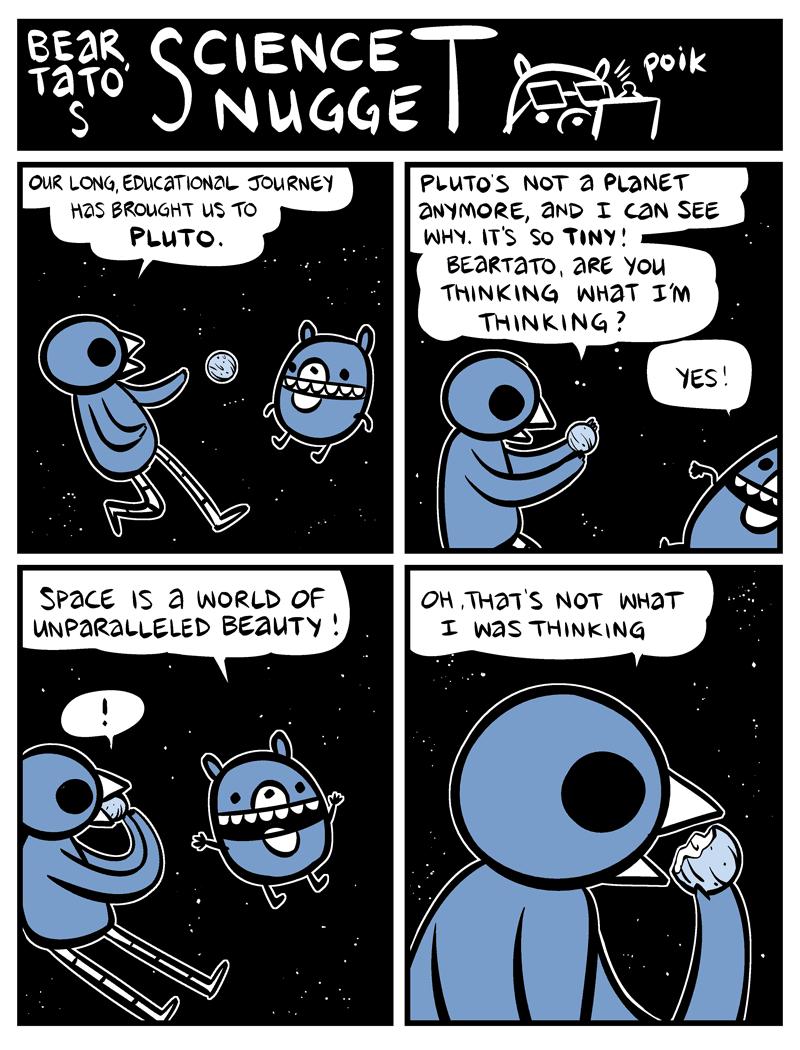 BEAR,
TATO'
S
SCIENCE
NUGGET
POIK
OUR LONG, EDUCATIONAL JOURNEY
HAS BROUGHT US TO
PLUTO.
PLUTO'S NOT A PLANET
ANYMORE, AND I CAN SEE
WHY. IT'S SO TINY!
BEARTATO, ARE YOU
THINKING WHAT I'M
THINKING?
YES!
SPACE IS A WORLD OF
UNPARALLELED BEAUTY!
!
OH, THAT'S NOT WHAT
I WAS THINKING